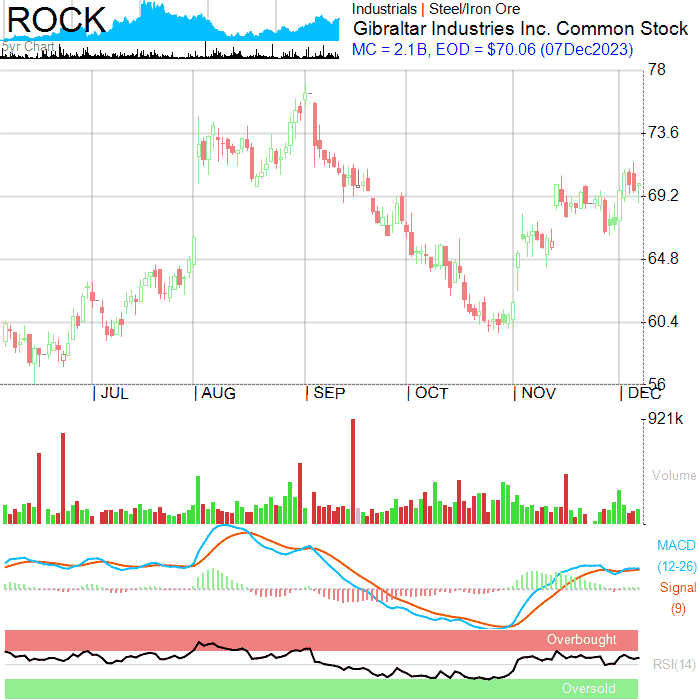 ROCK
5yr Chart
Industrials | Steel/Iron Ore
Gibraltar Industries Inc. Common Stock
MC = 2.1B, EOD = $70.06 (07Dec2023)
78
73.6
69.2
64.8
60.4
56
JUL
AUG
SEP
OCT
NOV
DEC
921k
Volume
MACD
(12-26)
Signal
(9)
Overbought
RSI(14)
Oversold